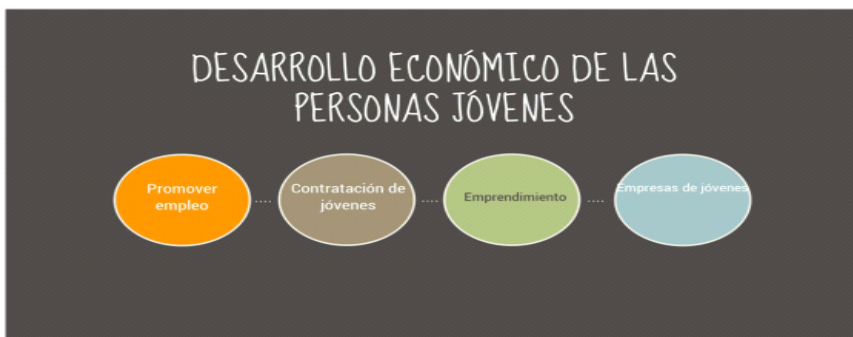 DESARROLLO ECONÓMICO DE LAS
PERSONAS JÓVENES
Promover
empleo
....
Contratación de
jóvenes
....
Emprendimiento
....
Empresas de jóvenes